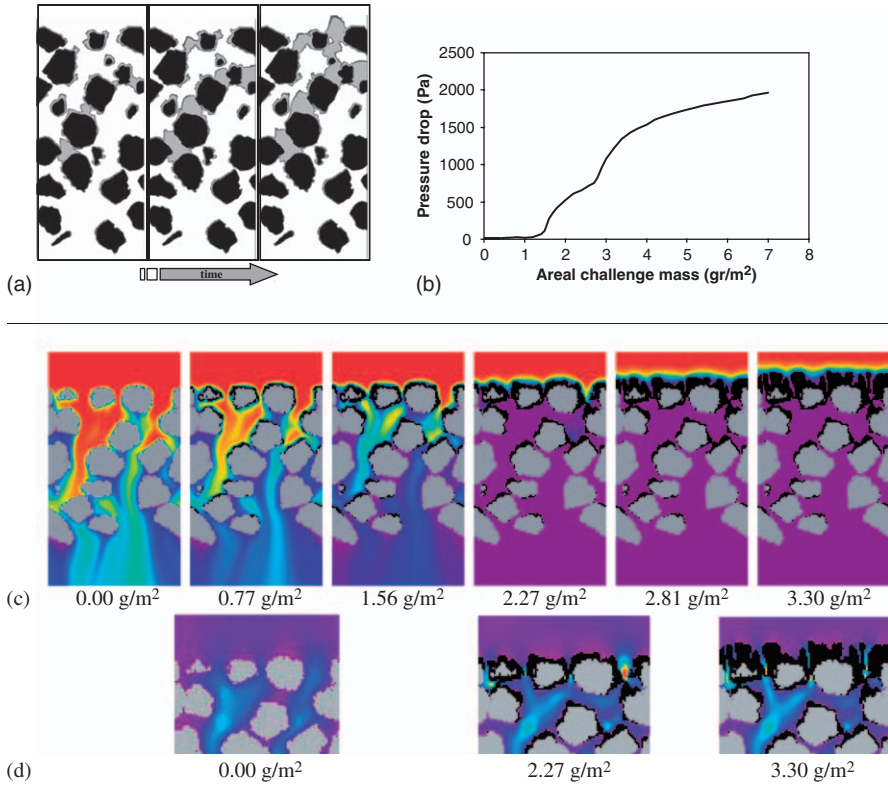 time
(a)
2500
2000
1500
1000
500
0
Pressure drop (Pa)
0 1 2 3 4 5 6 7 8
Areal challenge mass (gr/m²)
(b)
(c)
0.00 g/m² 0.77 g/m² 1.56 g/m² 2.27 g/m² 2.81 g/m² 3.30 g/m²
(d)
0.00 g/m² 2.27 g/m² 3.30 g/m²